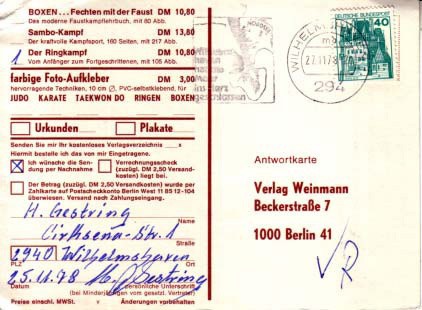 BOXEN...Fechten mit der Faust DM 10,80
Das moderne Faustkampflehrbuch, mit 80 Abb.
Sambo-Kampf DM 13,80
Der kraftvolle Kampfsport, 160 Seiten, mit 217 Abb.
1 Der Ringkampf DM 10,80
Vom Anfänger zum Fortgeschrittenen, mit 105 Abb.
farbige Foto-Aufkleber DM 3,00
hervorragende Techniken, 10 cm Ø, PVC-selbstklebend, für
JUDO KARATE TAEKWON DO RINGEN BOXEN
Urkunden Plakate
Senden Sie mir Ihr kostenloses Verlagsverzeichnis x
Hiermit bestelle ich das von mir Eingetragene.
Ich wünsche die Sendung per Nachnahme
Verrechnungsscheck (zuzügl. DM 2,50 Versandkosten) liegt bei.
Der Betrag (zuzügl. DM 2,50 Versandkosten) wurde per
Zahlkarte auf Postscheckkonto Berlin West 11 85 12-104
überwiesen. Versand nach Zahlungseingang.
H. Gestring
Name
Cirksena-Str. 1
Straße
2940 Wilhelmshaven
PLZ Ort
25.11.78 H. Gestring
Datum persönliche Unterschrift
(bei Minderjährigen vom gesetzl. Vertreter)
Preise einschl. MWSt. Änderungen vorbehalten
27.11.78
294
DEUTSCHE BUNDESPOST
40
Antwortkarte
Verlag Weinmann
Beckerstraße 7
1000 Berlin 41